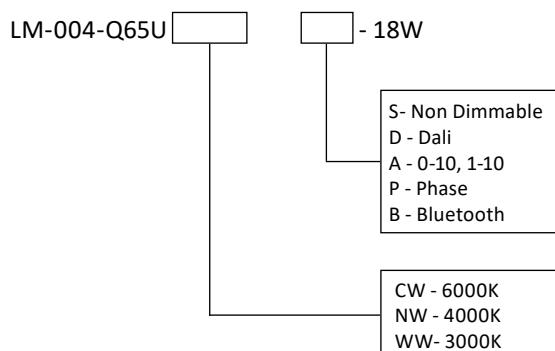 LM-004-Q65U - 18W
S- Non Dimmable
D - Dali
A - 0-10, 1-10
P - Phase
B - Bluetooth
CW - 6000K
NW - 4000K
WW- 3000K